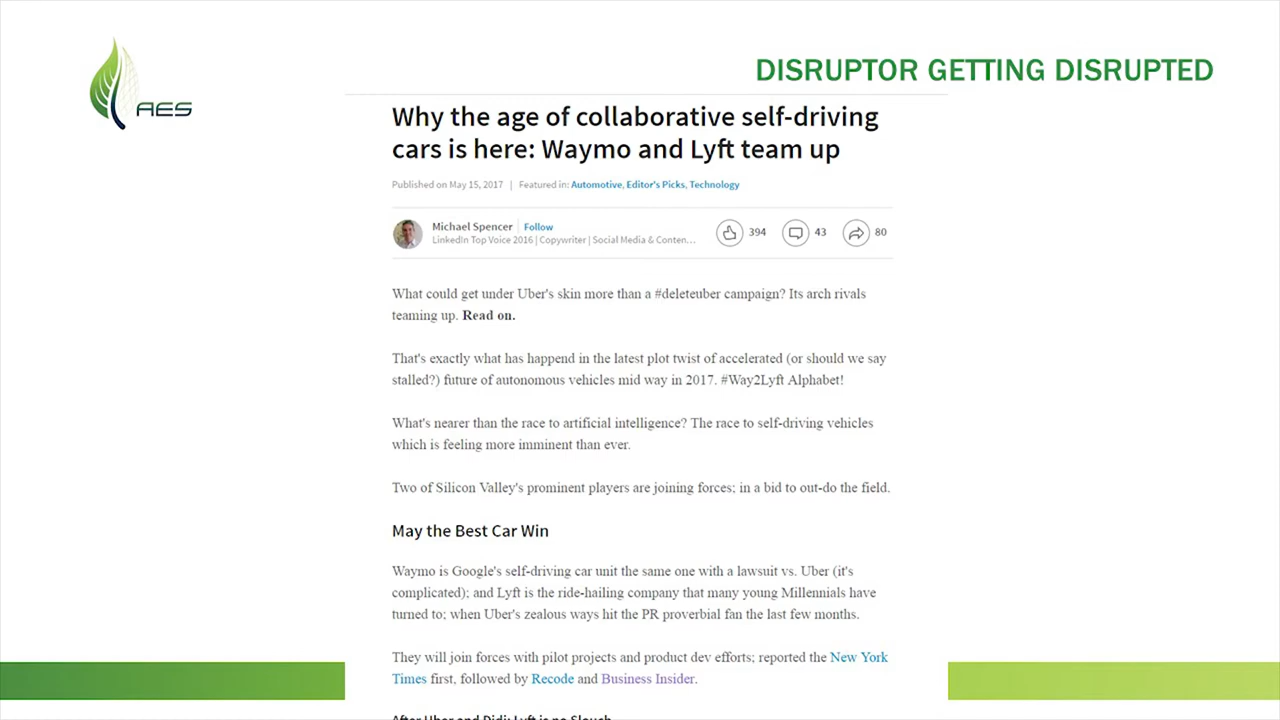 AES
DISRUPTOR GETTING DISRUPTED
Why the age of collaborative self-driving
cars is here: Waymo and Lyft team up
Published on May 15, 2017 | Featured in: Automotive, Editor's Picks, Technology
Michael Spencer | Follow
LinkedIn Top Voice 2016 | Copywriter | Social Media & Conten...
394
43
80
What could get under Uber's skin more than a #deleteuber campaign? Its arch rivals
teaming up. Read on.
That's exactly what has happend in the latest plot twist of accelerated (or should we say
stalled?) future of autonomous vehicles mid way in 2017. #Way2Lyft Alphabet!
What's nearer than the race to artificial intelligence? The race to self-driving vehicles
which is feeling more imminent than ever.
Two of Silicon Valley's prominent players are joining forces; in a bid to out-do the field.
May the Best Car Win
Waymo is Google's self-driving car unit the same one with a lawsuit vs. Uber (it's
complicated); and Lyft is the ride-hailing company that many young Millennials have
turned to; when Uber's zealous ways hit the PR proverbial fan the last few months.
They will join forces with pilot projects and product dev efforts; reported the New York
Times first, followed by Recode and Business Insider.
After Uber and Didi: Lyft is no Slouch